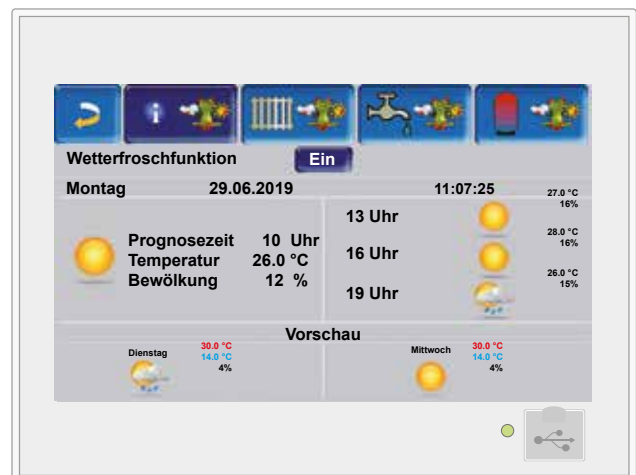 i
Wetterfroschfunktion Ein
Montag 29.06.2019 11:07:25
Prognosezeit 10 Uhr
Temperatur 26.0 °C
Bewölkung 12 %
13 Uhr 27.0 °C
16%
16 Uhr 28.0 °C
16%
19 Uhr 26.0 °C
15%
Vorschau
Dienstag 30.0 °C
14.0 °C
4%
Mittwoch 30.0 °C
14.0 °C
4%